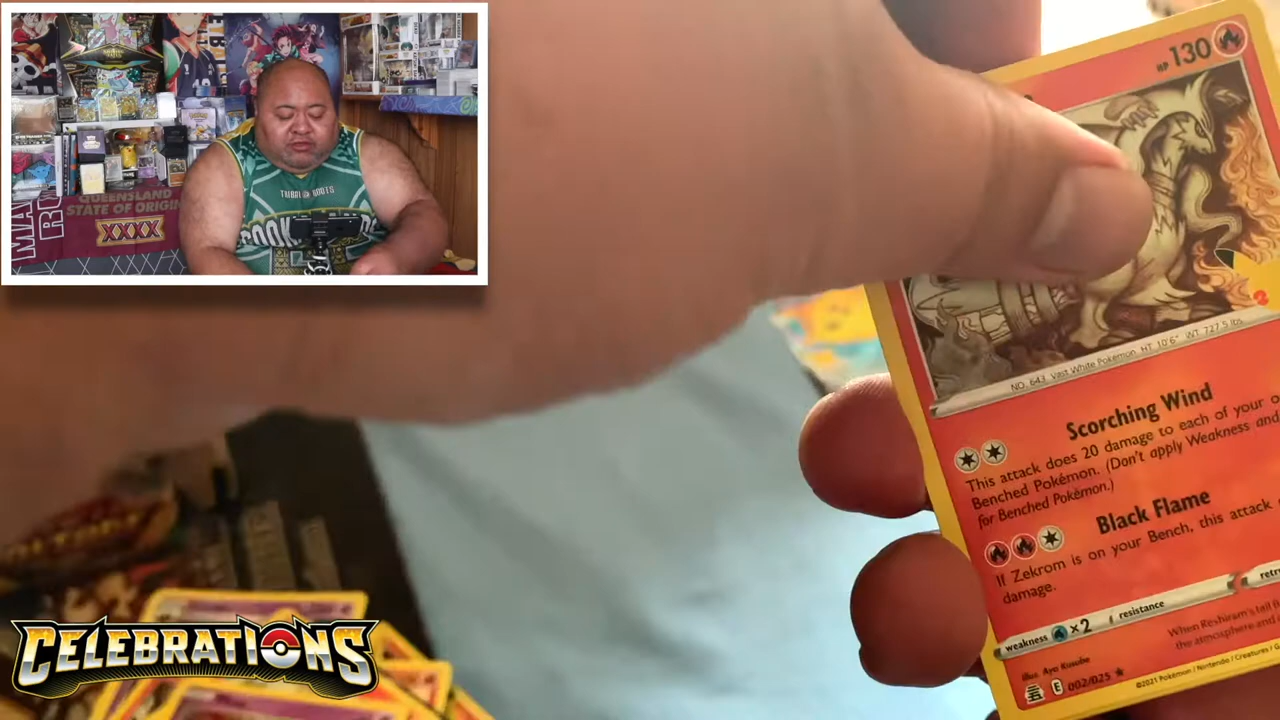 QUEENSLAND
STATE OF ORIGIN
XXXX
HP 130
NO. 643 Vast White Pokémon HT 10'6" WT 727.5 lbs
Scorching Wind
This attack does 20 damage to each of your o
Benched Pokémon. (Don't apply Weakness and
for Benched Pokémon.)
Black Flame
If Zekrom is on your Bench, this attack
damage.
weakness ×2 resistance retre
When Reshiram's tail f
the atmosphere and
illus. Ayo Kusube
E 002/025 ★
©2021 Pokémon / Nintendo / Creatures / G
CELEBRATIONS